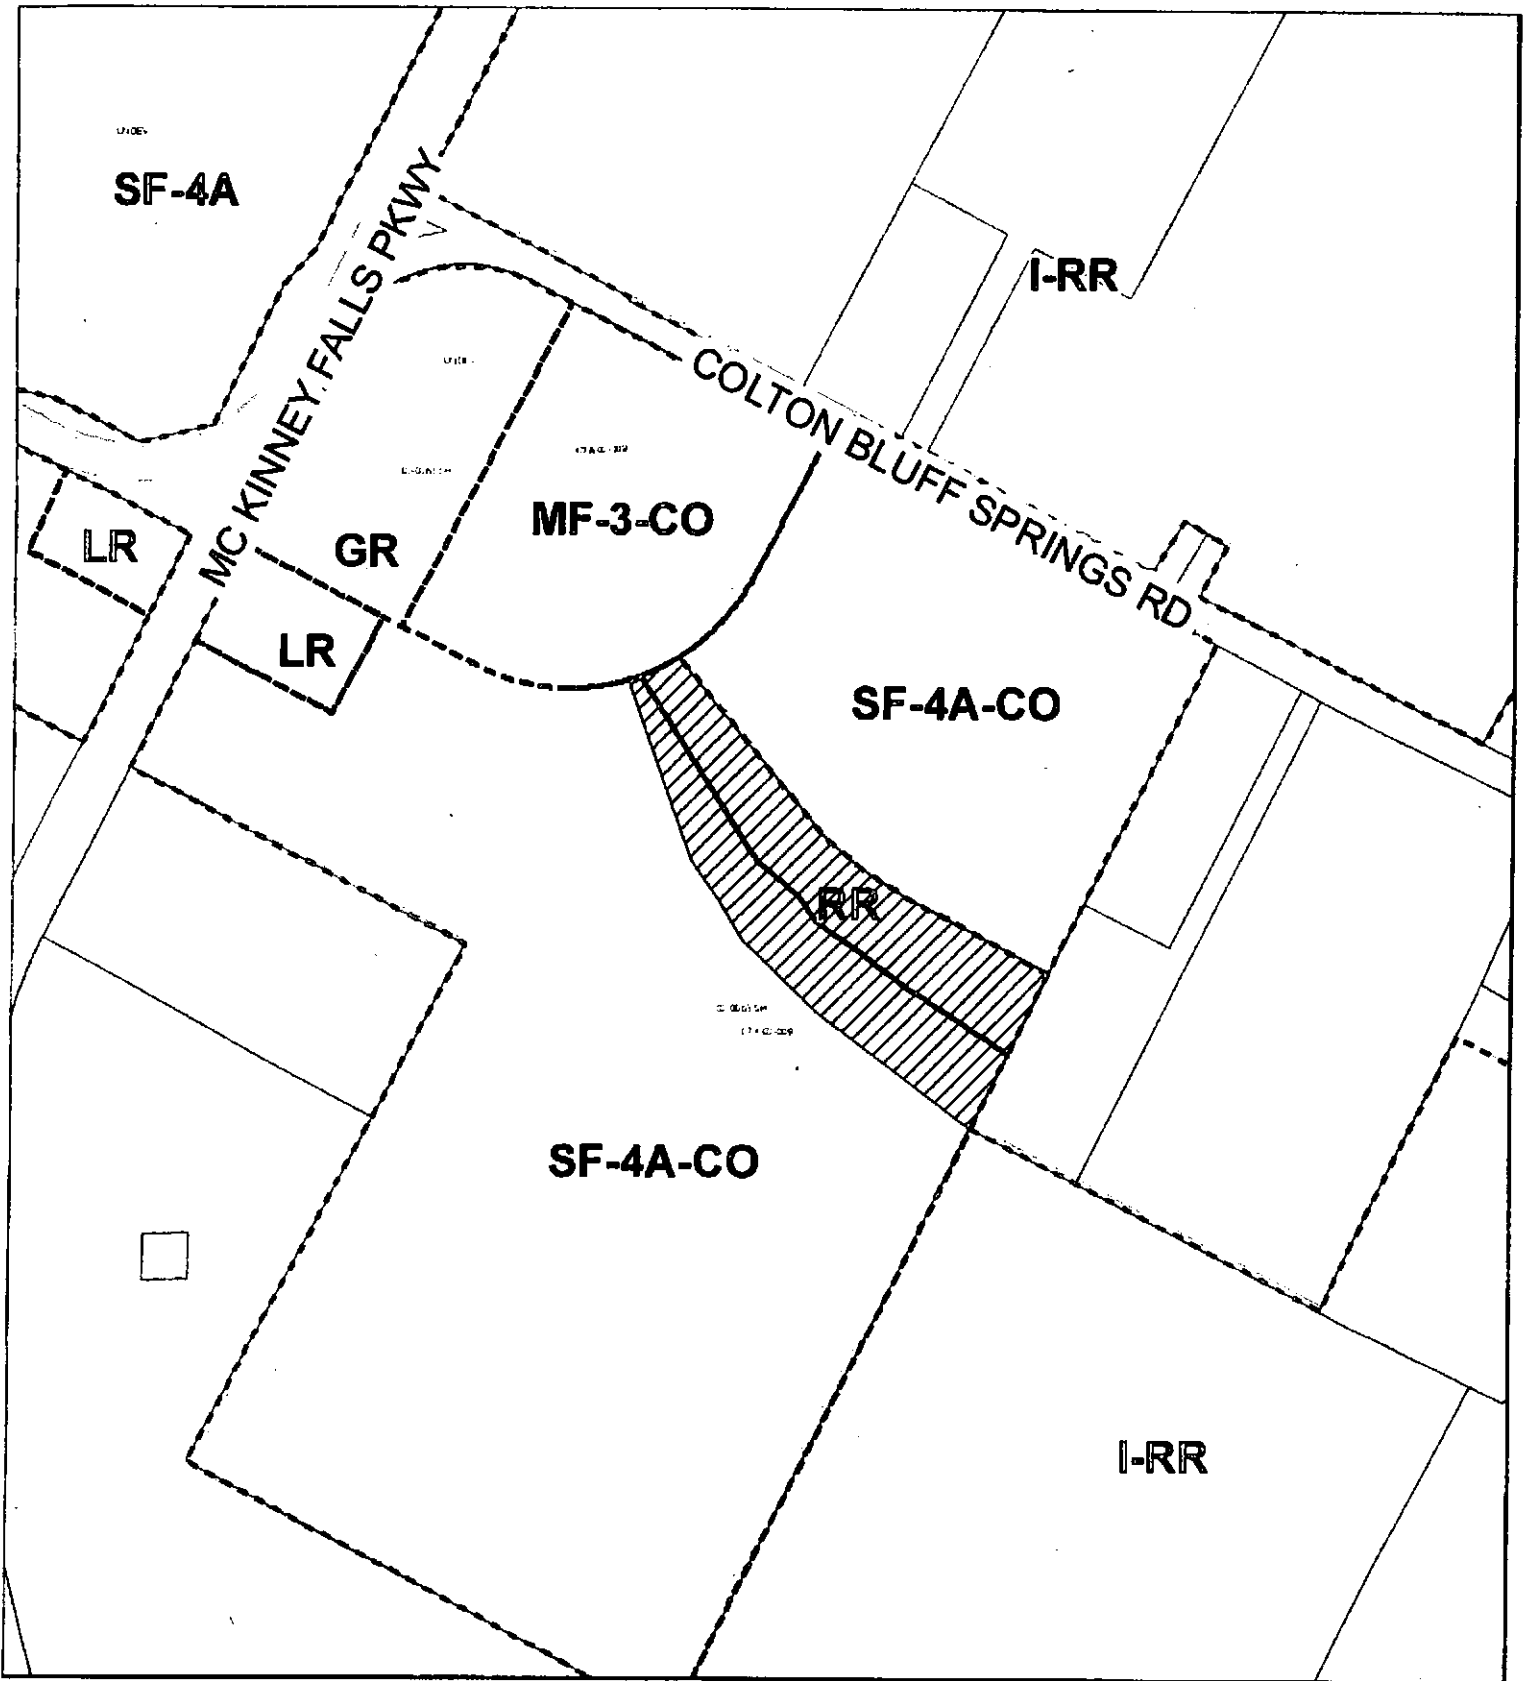 SF-4A
MC KINNEY FALLS PKWY
I-RR
COLTON BLUFF SPRINGS RD
MF-3-CO
LR
GR
LR
SF-4A-CO
RR
SF-4A-CO
I-RR